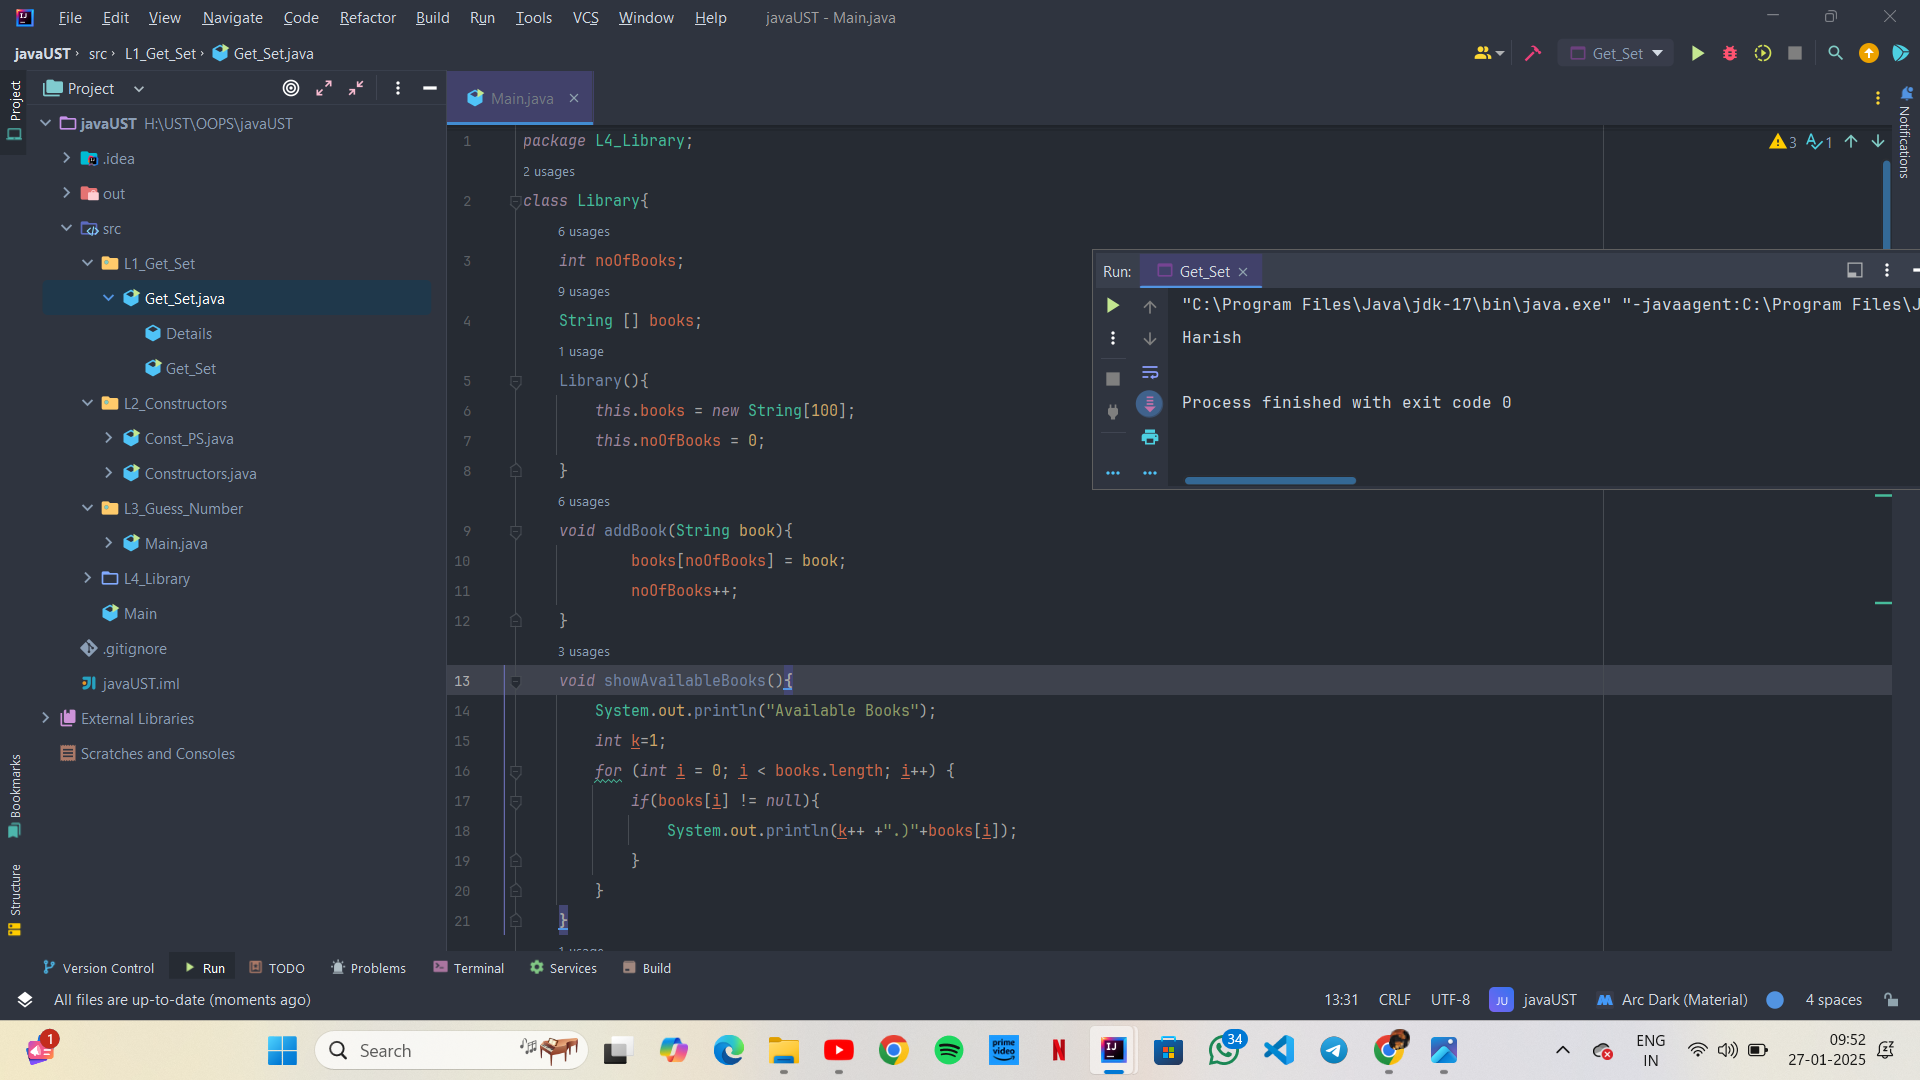 File Edit View Navigate Code Refactor Build Run Tools VCS Window Help javaUST - Main.java
javaUST src L1_Get_Set Get_Set.java Get_Set
Project
Project
Main.java
Notifications
javaUST H:\UST\OOPS\javaUST
.idea
out
src
L1_Get_Set
Get_Set.java
Details
Get_Set
L2_Constructors
Const_PS.java
Constructors.java
L3_Guess_Number
Main.java
L4_Library
Main
.gitignore
javaUST.iml
External Libraries
Scratches and Consoles
Bookmarks
Structure
3 1
1 package L4_Library;
2 usages
2 class Library{
6 usages
3 int noOfBooks;
9 usages
4 String [] books;
1 usage
5 Library(){
6 this.books = new String[100];
7 this.noOfBooks = 0;
8 }
6 usages
9 void addBook(String book){
10 books[noOfBooks] = book;
11 noOfBooks++;
12 }
3 usages
13 void showAvailableBooks(){
14 System.out.println("Available Books");
15 int k=1;
16 for (int i = 0; i < books.length; i++) {
17 if(books[i] != null){
18 System.out.println(k++ +".)"+books[i]);
19 }
20 }
21 }
Run: Get_Set
"C:\Program Files\Java\jdk-17\bin\java.exe" "-javaagent:C:\Program Files\J
Harish
Process finished with exit code 0
Version Control Run TODO Problems Terminal Services Build
All files are up-to-date (moments ago) 13:31 CRLF UTF-8 JU javaUST Arc Dark (Material) 4 spaces
1 Search prime video N IJ 34 ENG 09:52
IN 27-01-2025